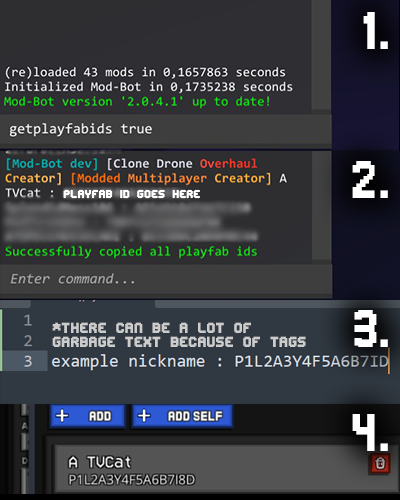 1.
(re)loaded 43 mods in 0,1657863 seconds
Initialized Mod-Bot in 0,1735238 seconds
Mod-Bot version '2.0.4.1' up to date!
getplayfabids true
2.
[Mod-Bot dev] [Clone Drone Overhaul
Creator] [Modded Multiplayer Creator] A
TVCat : PLAYFAB ID GOES HERE
Successfully copied all playfab ids
Enter command...
3.
1
2 *THERE CAN BE A LOT OF
GARBAGE TEXT BECAUSE OF TAGS
3 example nickname : P1L2A3Y4F5A6B7ID
4.
+ ADD + ADD SELF
A TVCat
P1L2A3Y4F5A6B7I8D